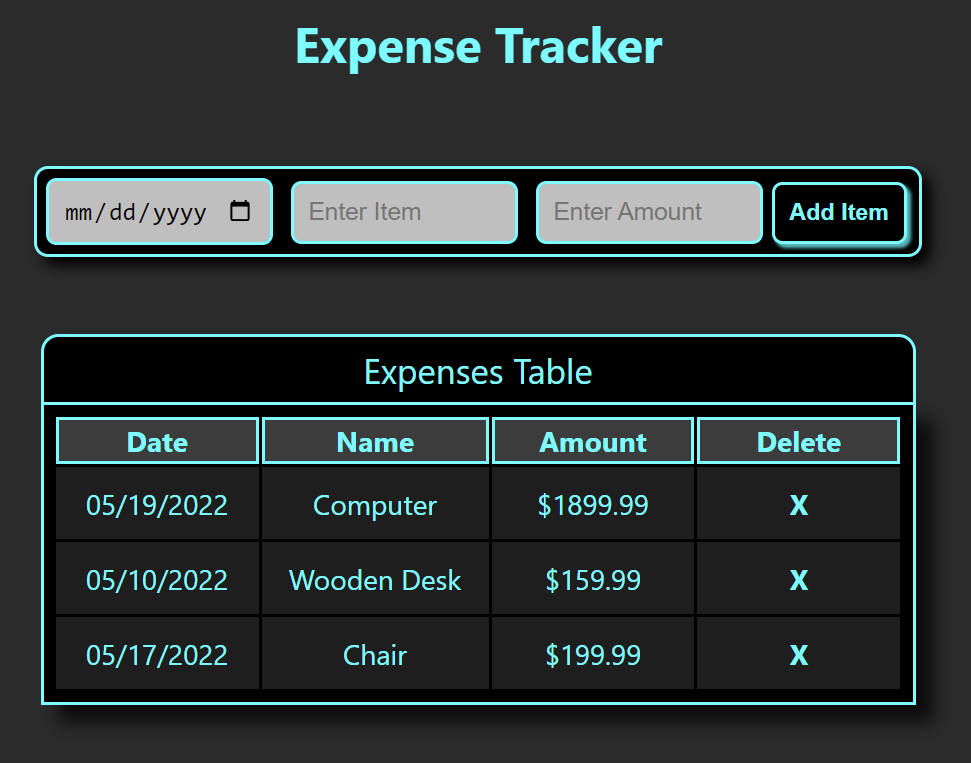 Expense Tracker
mm/dd/yyyy Enter Item Enter Amount Add Item
Expenses Table
Date Name Amount Delete
05/19/2022 Computer $1899.99 X
05/10/2022 Wooden Desk $159.99 X
05/17/2022 Chair $199.99 X